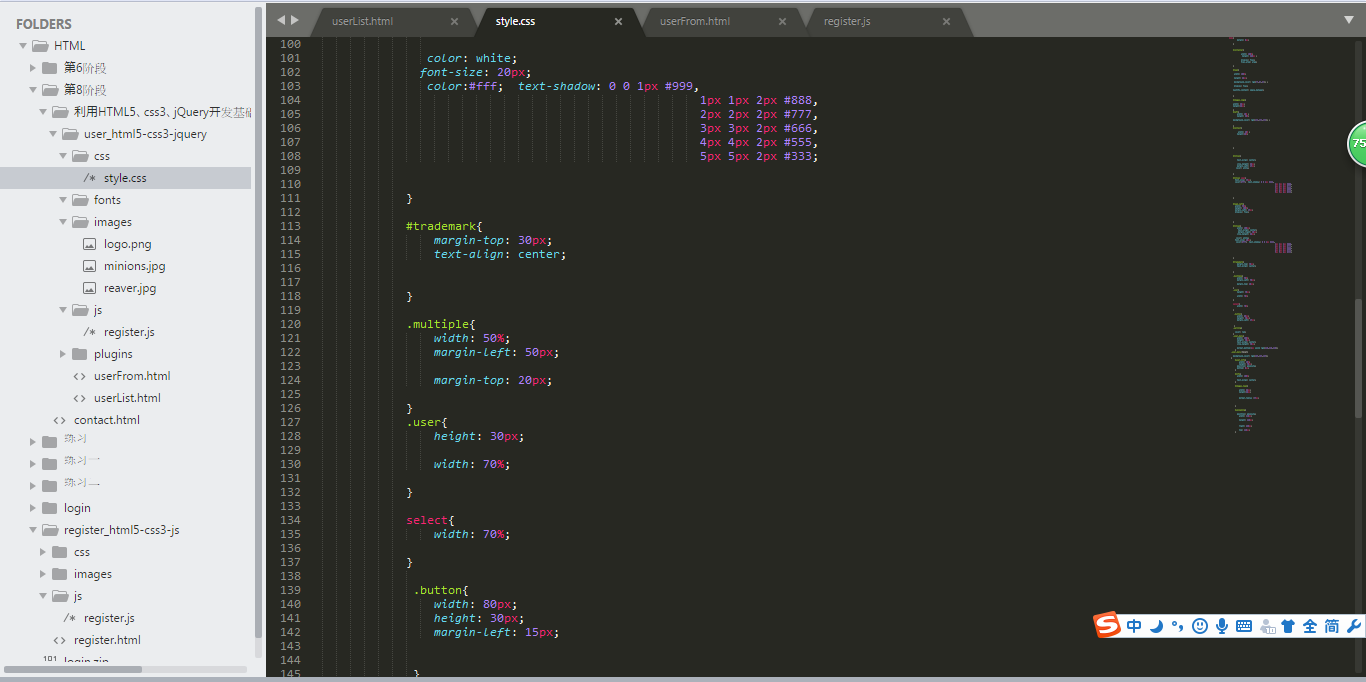 FOLDERS
HTML
第6阶段
第8阶段
利用HTML5、css3、jQuery开发基础
user_html5-css3-jquery
css
/* style.css
fonts
images
logo.png
minions.jpg
reaver.jpg
js
/* register.js
plugins
<> userFrom.html
<> userList.html
<> contact.html
练习
练习一
练习二
login
register_html5-css3-js
css
images
js
/* register.js
<> register.html
login.zip
userList.html ×
style.css ×
userFrom.html ×
register.js ×
100
101 color: white;
102 font-size: 20px;
103 color:#fff; text-shadow: 0 0 1px #999,
104 1px 1px 2px #888,
105 2px 2px 2px #777,
106 3px 3px 2px #666,
107 4px 4px 2px #555,
108 5px 5px 2px #333;
109
110
111 }
112
113 #trademark{
114 margin-top: 30px;
115 text-align: center;
116
117
118 }
119
120 .multiple{
121 width: 50%;
122 margin-left: 50px;
123
124 margin-top: 20px;
125
126 }
127 .user{
128 height: 30px;
129
130 width: 70%;
131
132 }
133
134 select{
135 width: 70%;
136
137 }
138
139 .button{
140 width: 80px;
141 height: 30px;
142 margin-left: 15px;
143
144
145 }
75
S 中 全 简